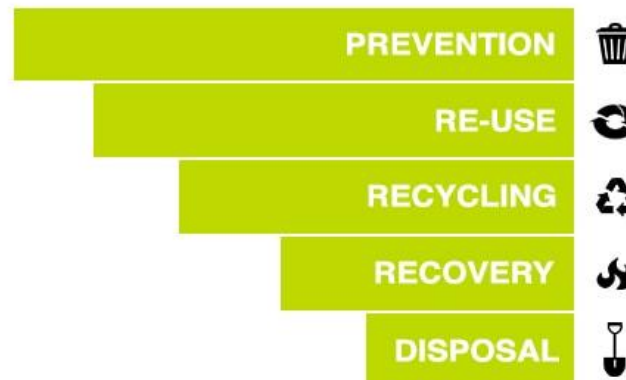 PREVENTION
RE-USE
RECYCLING
RECOVERY
DISPOSAL